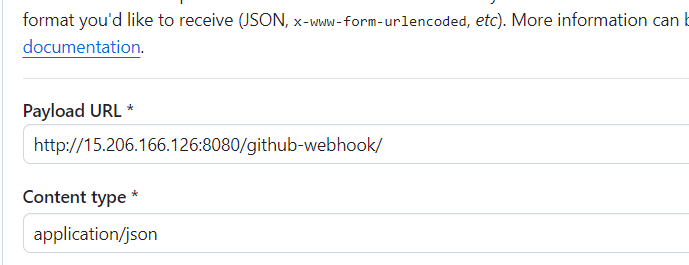 format you'd like to receive (JSON, x-www-form-urlencoded, etc). More information can
documentation.
Payload URL *
http://15.206.166.126:8080/github-webhook/
Content type *
application/json